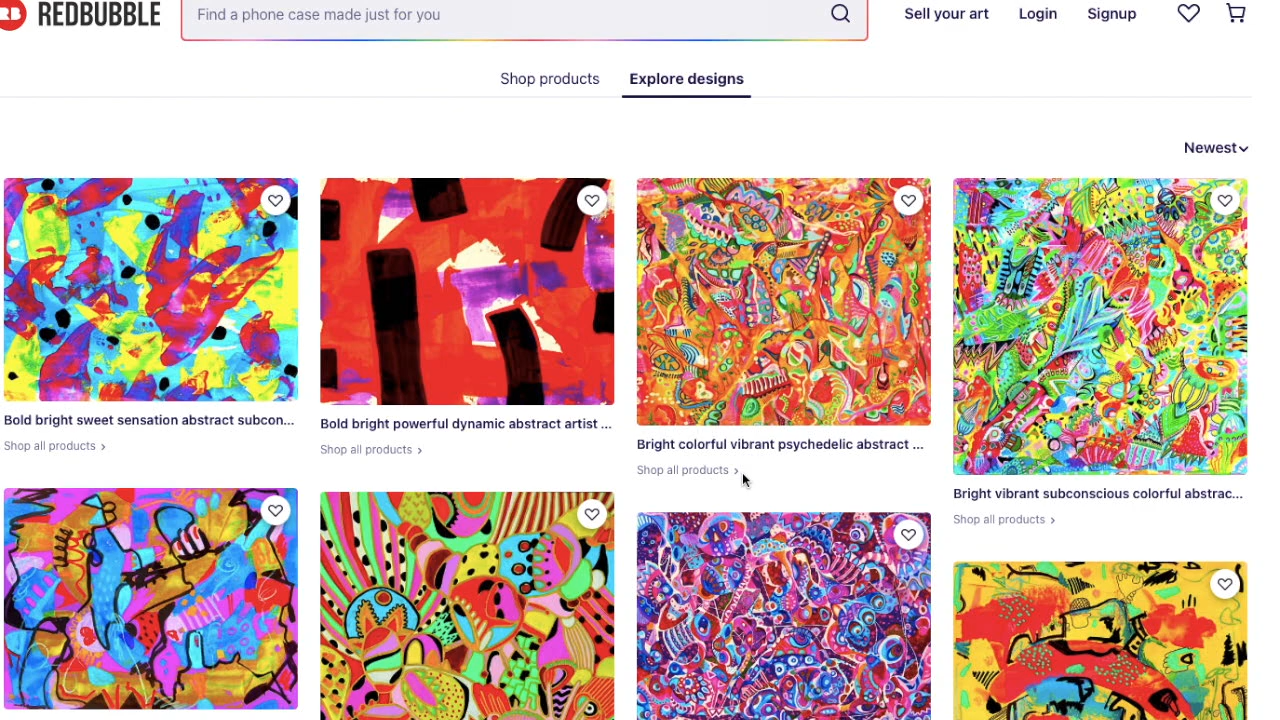 RB REDBUBBLE
Find a phone case made just for you
Sell your art
Login
Signup
Shop products
Explore designs
Newest
Bold bright sweet sensation abstract subcon...
Shop all products
Bold bright powerful dynamic abstract artist ...
Shop all products
Bright colorful vibrant psychedelic abstract ...
Shop all products
Bright vibrant subconscious colorful abstrac...
Shop all products